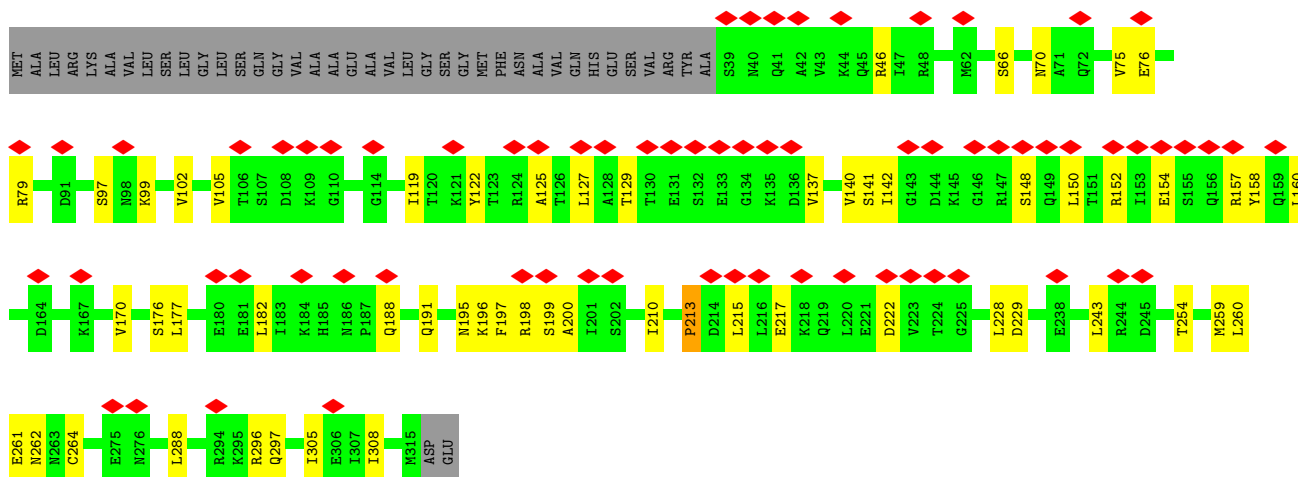 MET ALA LEU ARG LYS ALA VAL LEU SER LEU GLY LEU LEU SER GLN GLY VAL ALA ALA GLU ALA VAL LEU GLY SER GLY MET PHE ASN ALA VAL GLN HIS GLU SER VAL ARG TYR ALA S39 N40 Q41 A42 V43 K44 Q45 R46 I47 R48 M62 S66 N70 A71 Q72 V75 E76
R79 D91 S97 N98 K99 V102 V105 T106 S107 D108 K109 G110 G114 I119 T120 K121 Y122 T123 R124 A125 T126 L127 A128 T129 T130 E131 S132 E133 G134 K135 D136 V137 V140 S141 I142 G143 D144 K145 G146 R147 S148 Q149 L150 T151 R152 I153 E154 S155 Q156 R157 Y158 Q159 L160
D164 K167 V170 S176 L177 E180 E181 L182 I183 K184 H185 N186 P187 Q188 Q191 N195 K196 F197 R198 S199 A200 I201 S202 I210 P213 D214 L215 L216 E217 K218 Q219 L220 E221 D222 V223 T224 G225 L228 D229 E238 L243 R244 D245 T254 M259 L260
E261 N262 N263 C264 E275 N276 L288 R294 K295 R296 Q297 I305 E306 I307 I308 M315 ASP GLU